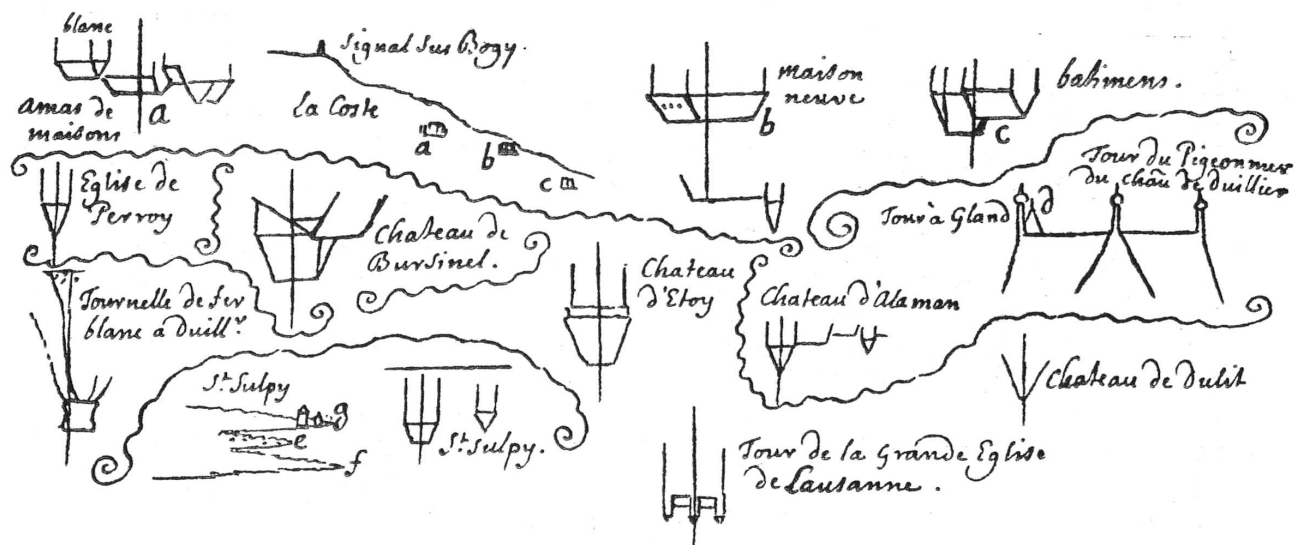 blanc
amas de
maisons
a
Signal sus Bogy.
La Coste
a
b
c
maison
neuve
b
batimens.
c
Eglise de
Perroy
Chateau de
Bursinel.
Tour à Gland
d
Tour du Pigeonnier
du chau de Duillier
Tournelle de fer
blanc a Duillr.
Chateau
d'Etoy
Chateau d'Alaman
Chateau de Dulit
St. Sulpy
g
e
f
St. Sulpy.
Tour de la Grande Eglise
de Lausanne.